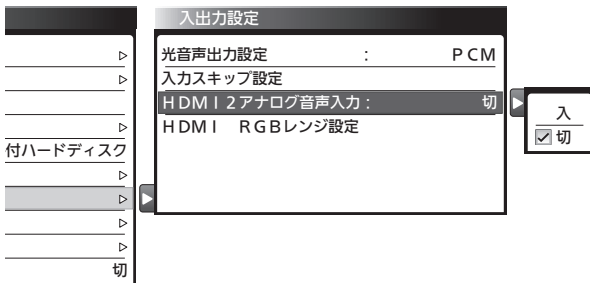 入出力設定
光音声出力設定 : PCM
入力スキップ設定
HDMI2アナログ音声入力: 切
HDMI RGBレンジ設定
入
切
付ハードディスク
切